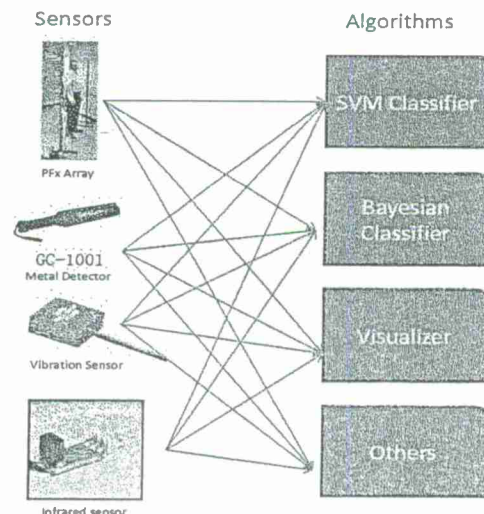 Sensors
Algorithms
PFx Array
GC-1001
Metal Detector
Vibration Sensor
Infrared sensor
SVM Classifier
Bayesian
Classifier
Visualizer
Others